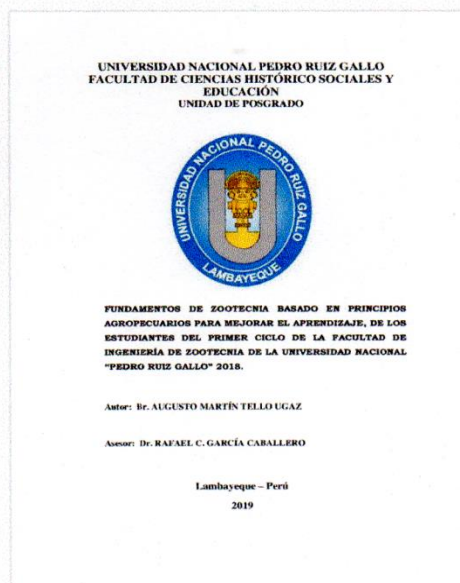 UNIVERSIDAD NACIONAL PEDRO RUIZ GALLO
FACULTAD DE CIENCIAS HISTÓRICO SOCIALES Y
EDUCACIÓN
UNIDAD DE POSGRADO
UNIVERSIDAD NACIONAL PEDRO RUIZ GALLO
LAMBAYEQUE
FUNDAMENTOS DE ZOOTECNIA BASADO EN PRINCIPIOS
AGROPECUARIOS PARA MEJORAR EL APRENDIZAJE, DE LOS
ESTUDIANTES DEL PRIMER CICLO DE LA FACULTAD DE
INGENIERÍA DE ZOOTECNIA DE LA UNIVERSIDAD NACIONAL
"PEDRO RUIZ GALLO" 2018.
Autor: Br. AUGUSTO MARTÍN TELLO UGAZ
Asesor: Dr. RAFAEL C. GARCÍA CABALLERO
Lambayeque – Perú
2019